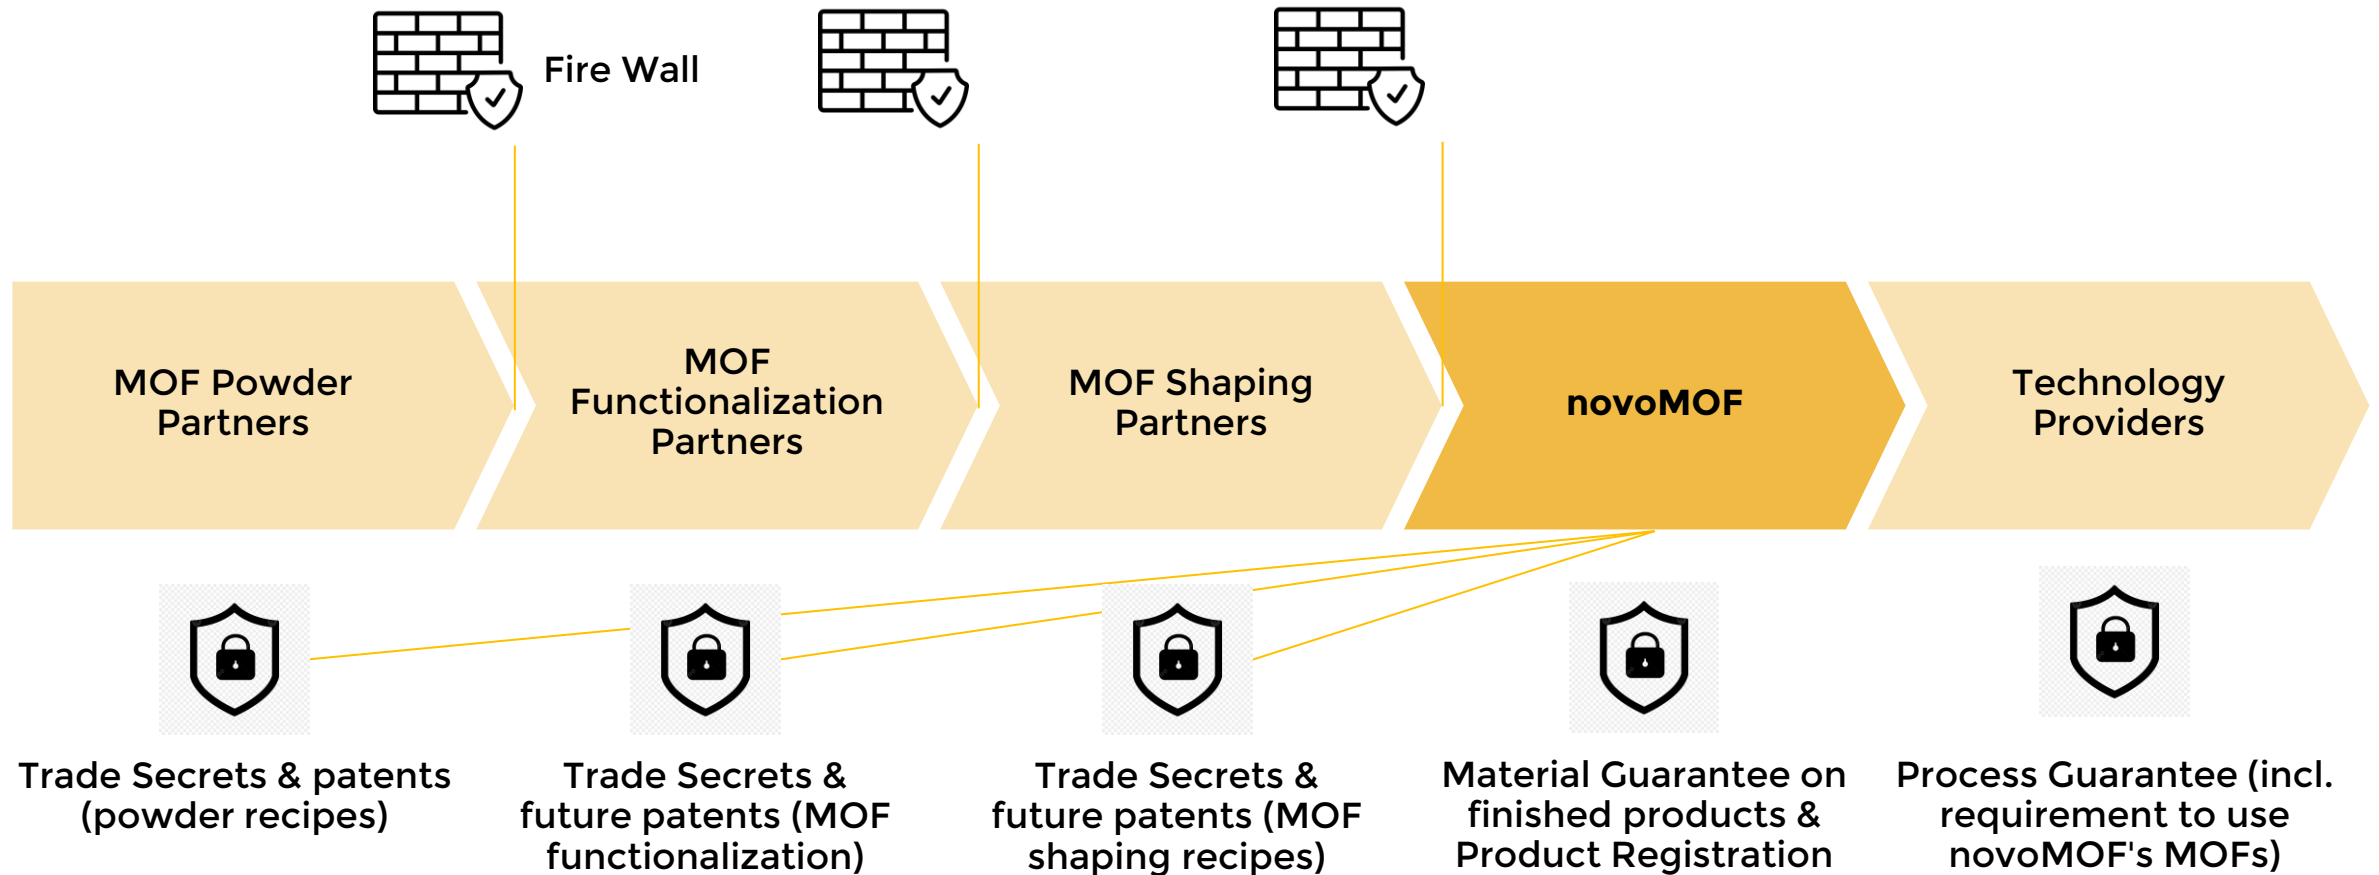 Fire Wall
MOF Powder
Partners
MOF
Functionalization
Partners
MOF Shaping
Partners
novoMOF
Technology
Providers
Trade Secrets & patents
(powder recipes)
Trade Secrets &
future patents (MOF
functionalization)
Trade Secrets &
future patents (MOF
shaping recipes)
Material Guarantee on
finished products &
Product Registration
Process Guarantee (incl.
requirement to use
novoMOF's MOFs)